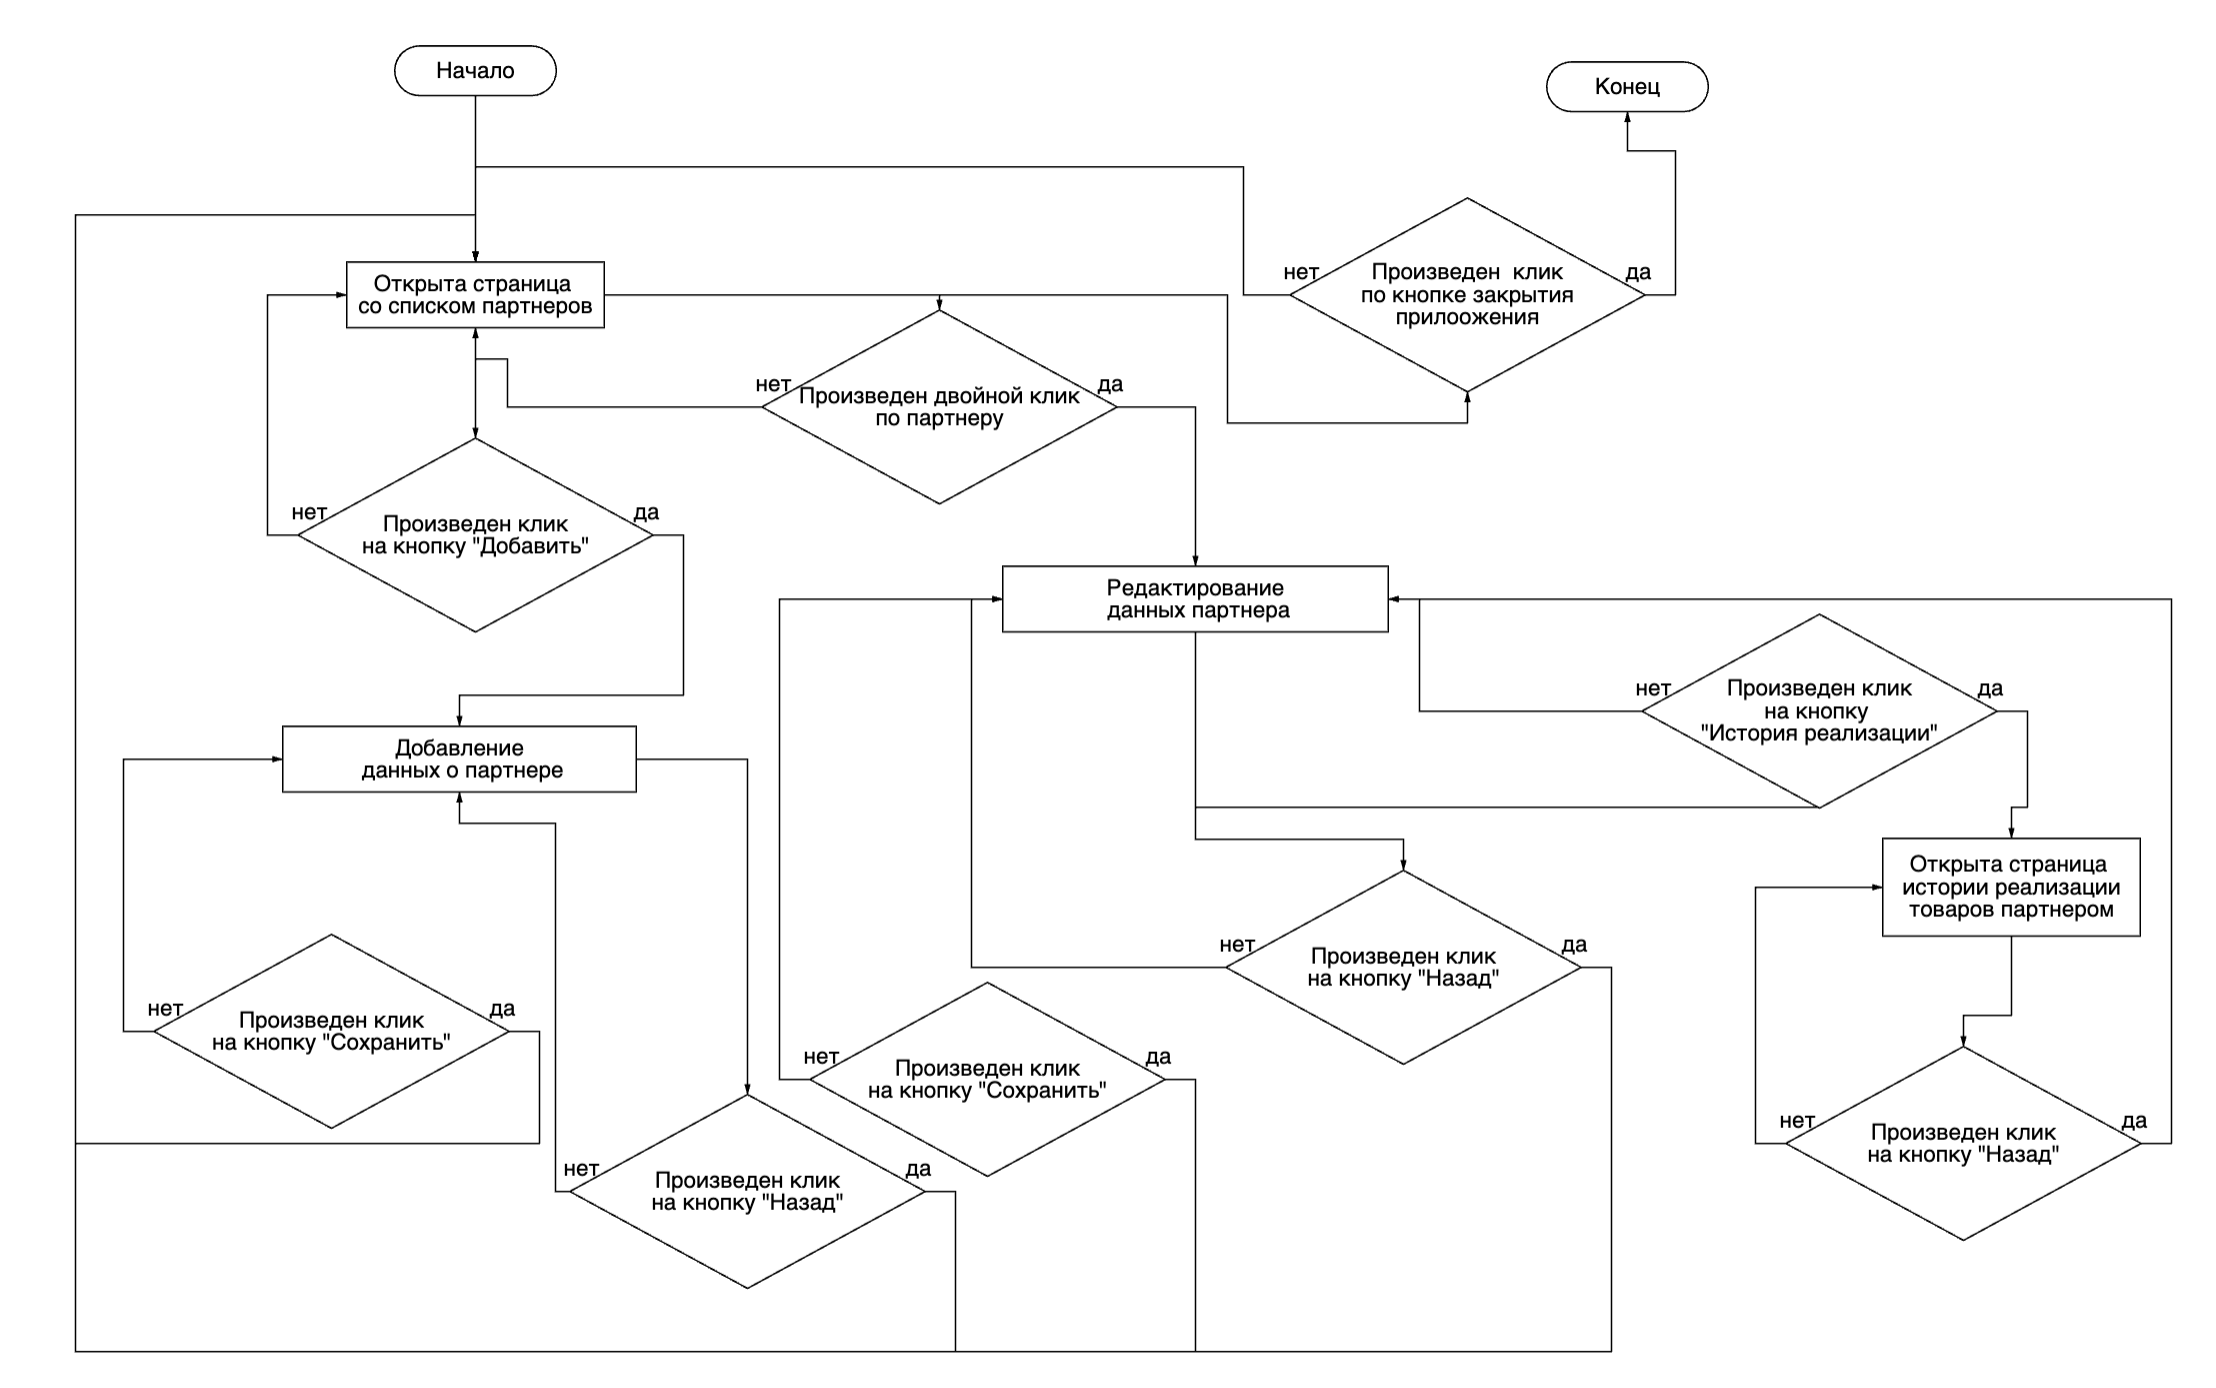 Начало
Конец
Открыта страница
со списком партнеров
нет
Произведен  клик
по кнопке закрытия
прилоожения
да
нет
Произведен двойной клик
по партнеру
да
нет
Произведен клик
на кнопку "Добавить"
да
Редактирование
данных партнера
нет
Произведен клик
на кнопку
"История реализации"
да
Добавление
данных о партнере
Открыта страница
истории реализации
товаров партнером
нет
Произведен клик
на кнопку "Назад"
да
нет
Произведен клик
на кнопку "Сохранить"
да
нет
Произведен клик
на кнопку "Сохранить"
да
нет
Произведен клик
на кнопку "Назад"
да
нет
Произведен клик
на кнопку "Назад"
да